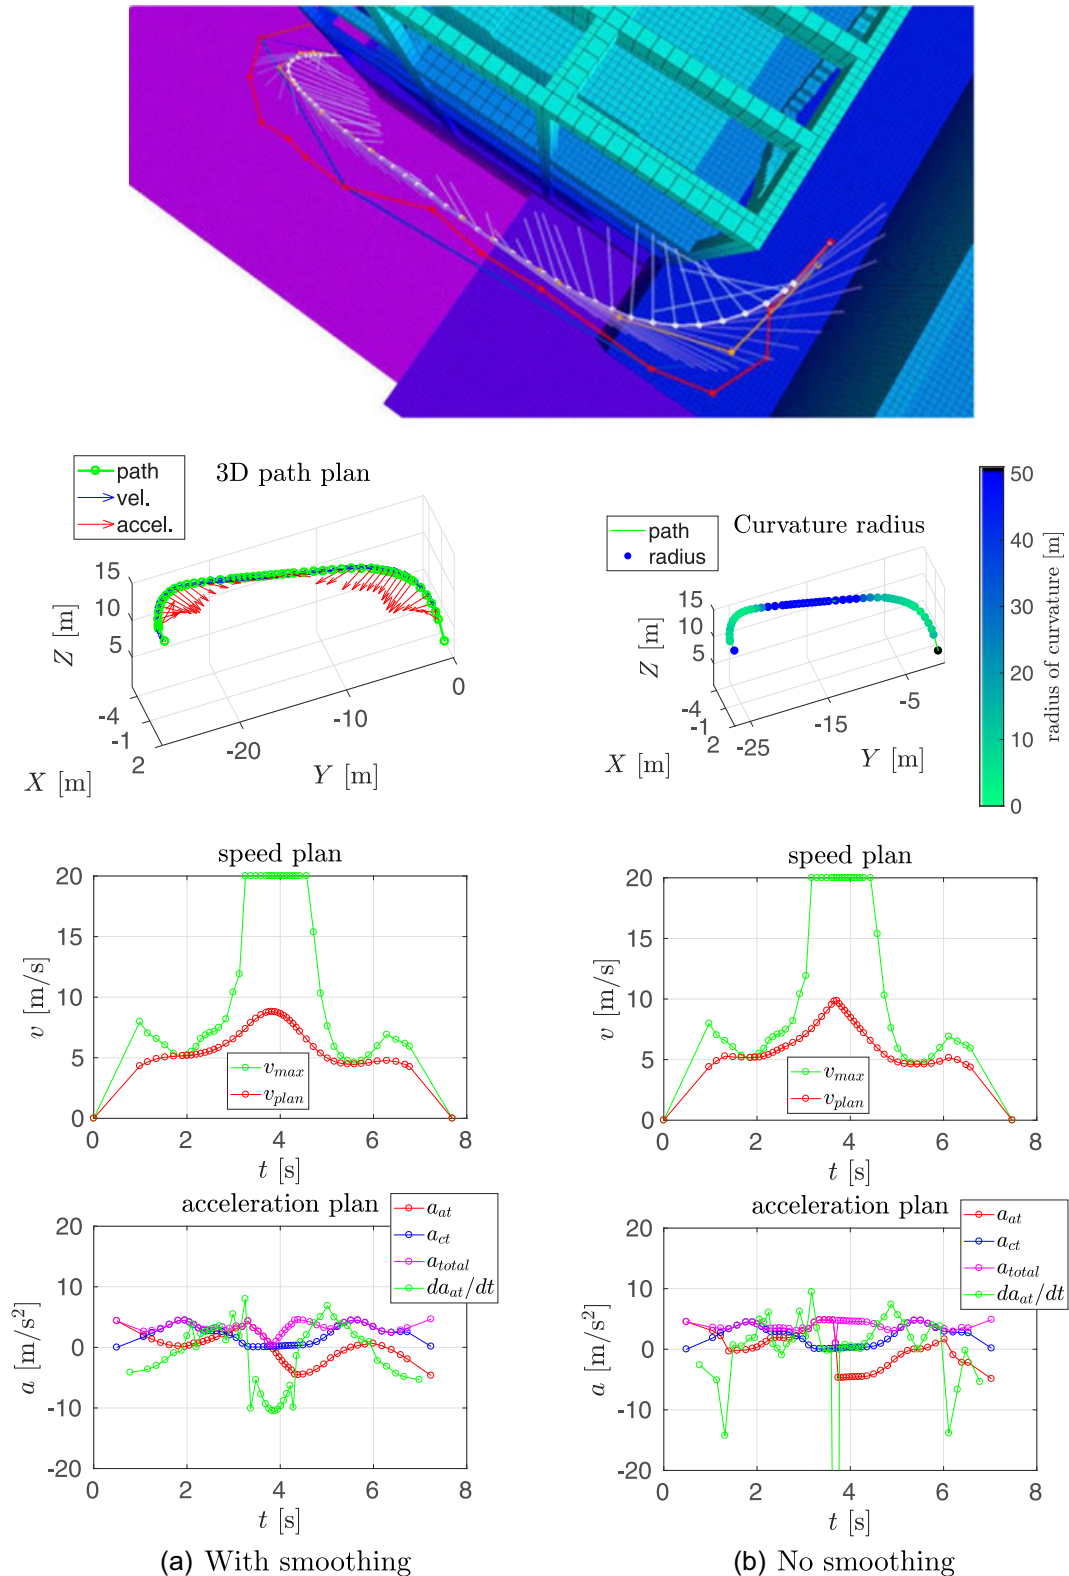 path
vel.
accel.
3D path plan
15
10
5
Z [m]
-4
-1
2
X [m]
-20
-10
0
Y [m]
path
radius
Curvature radius
15
10
5
Z [m]
-4
-1
2
X [m]
-25
-15
-5
Y [m]
50
40
30
20
10
0
radius of curvature [m]
speed plan
20
15
10
5
0
v [m/s]
v_max
v_plan
0 2 4 6 8
t [s]
speed plan
20
15
10
5
0
v [m/s]
v_max
v_plan
0 2 4 6 8
t [s]
acceleration plan
a_at
a_ct
a_total
da_at/dt
20
10
0
-10
-20
a [m/s²]
0 2 4 6 8
t [s]
acceleration plan
a_at
a_ct
a_total
da_at/dt
20
10
0
-10
-20
a [m/s²]
0 2 4 6 8
t [s]
(a) With smoothing
(b) No smoothing